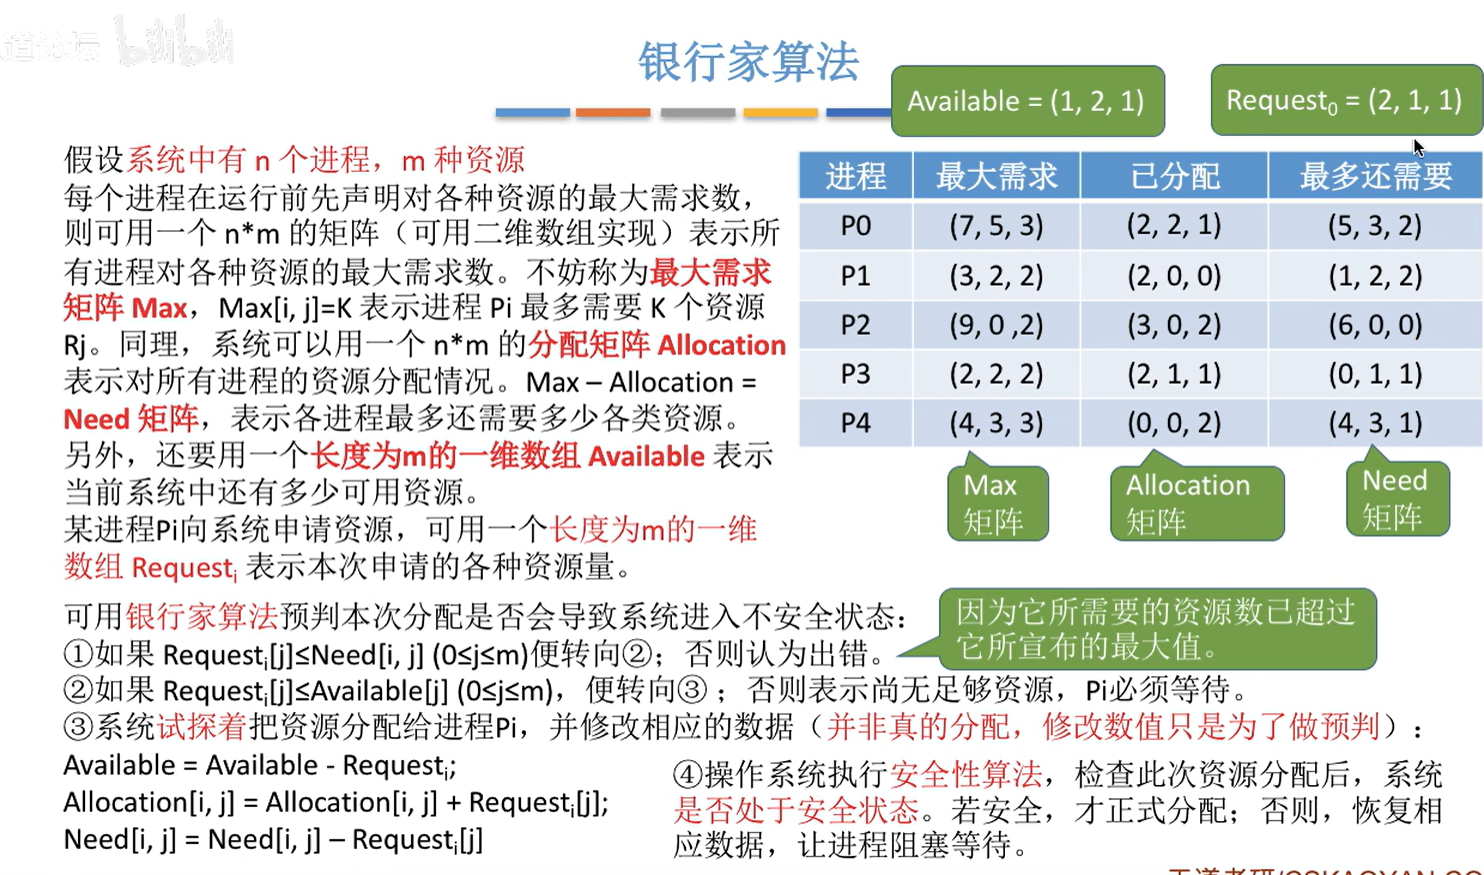 道论坛 bilibili
银行家算法
Available = (1, 2, 1)
Request0 = (2, 1, 1)
假设系统中有 n 个进程，m 种资源
每个进程在运行前先声明对各种资源的最大需求数，
则可用一个 n*m 的矩阵（可用二维数组实现）表示所
有进程对各种资源的最大需求数。不妨称为最大需求
矩阵 Max，Max[i, j]=K 表示进程 Pi 最多需要 K 个资源
Rj。同理，系统可以用一个 n*m 的分配矩阵 Allocation
表示对所有进程的资源分配情况。Max – Allocation =
Need 矩阵，表示各进程最多还需要多少各类资源。
另外，还要用一个长度为m的一维数组 Available 表示
当前系统中还有多少可用资源。
某进程Pi向系统申请资源，可用一个长度为m的一维
数组 Requesti 表示本次申请的各种资源量。
进程 最大需求 已分配 最多还需要
P0 (7, 5, 3) (2, 2, 1) (5, 3, 2)
P1 (3, 2, 2) (2, 0, 0) (1, 2, 2)
P2 (9, 0 ,2) (3, 0, 2) (6, 0, 0)
P3 (2, 2, 2) (2, 1, 1) (0, 1, 1)
P4 (4, 3, 3) (0, 0, 2) (4, 3, 1)
Max
矩阵
Allocation
矩阵
Need
矩阵
可用银行家算法预判本次分配是否会导致系统进入不安全状态：
①如果 Requesti[j]≤Need[i, j] (0≤j≤m)便转向②；否则认为出错。
因为它所需要的资源数已超过
它所宣布的最大值。
②如果 Requesti[j]≤Available[j] (0≤j≤m)，便转向③；否则表示尚无足够资源，Pi必须等待。
③系统试探着把资源分配给进程Pi，并修改相应的数据（并非真的分配，修改数值只是为了做预判）：
Available = Available - Requesti;
Allocation[i, j] = Allocation[i, j] + Requesti[j];
Need[i, j] = Need[i, j] – Requesti[j]
④操作系统执行安全性算法，检查此次资源分配后，系统
是否处于安全状态。若安全，才正式分配；否则，恢复相
应数据，让进程阻塞等待。